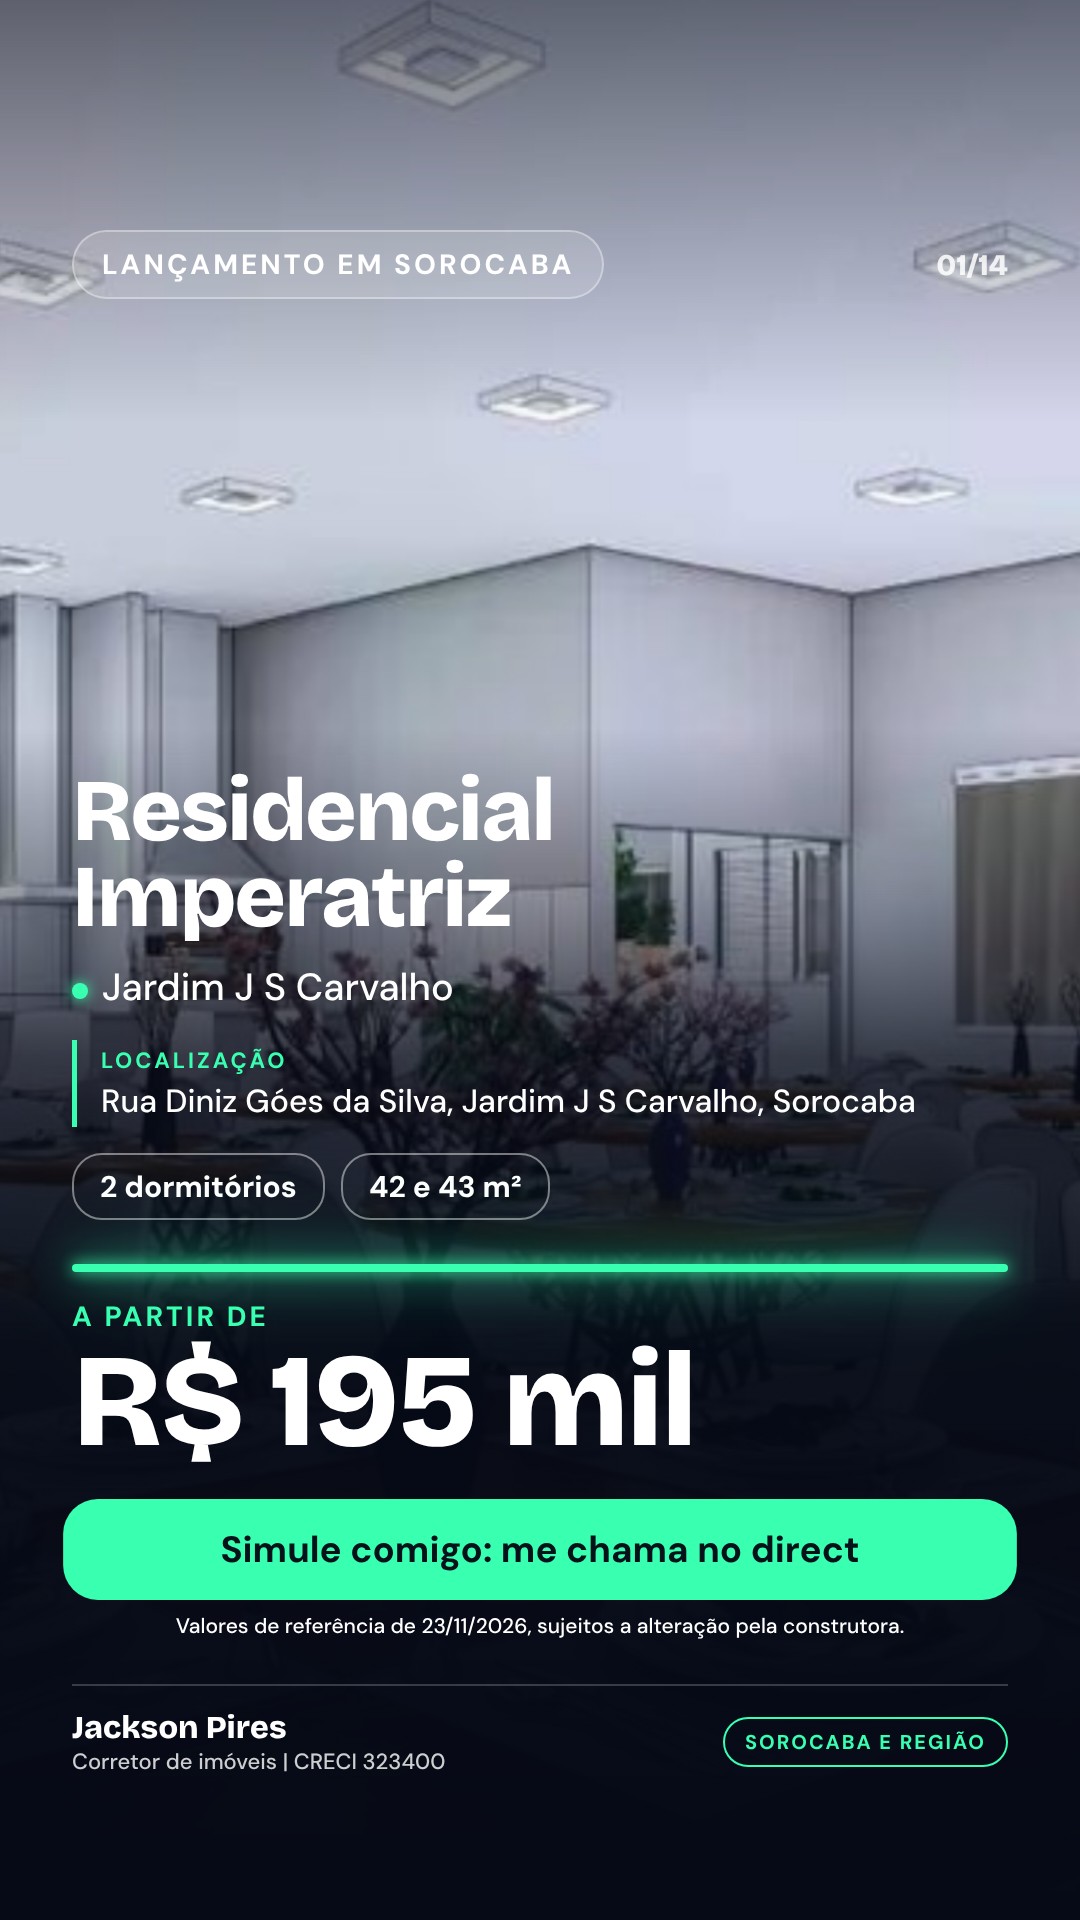 LANÇAMENTO EM SOROCABA
01/14
Residencial
Imperatriz
Jardim J S Carvalho
LOCALIZAÇÃO
Rua Diniz Góes da Silva, Jardim J S Carvalho, Sorocaba
2 dormitórios
42 e 43 m²
A PARTIR DE
R$ 195 mil
Simule comigo: me chama no direct
Valores de referência de 23/11/2026, sujeitos a alteração pela construtora.
Jackson Pires
Corretor de imóveis | CRECI 323400
SOROCABA E REGIÃO